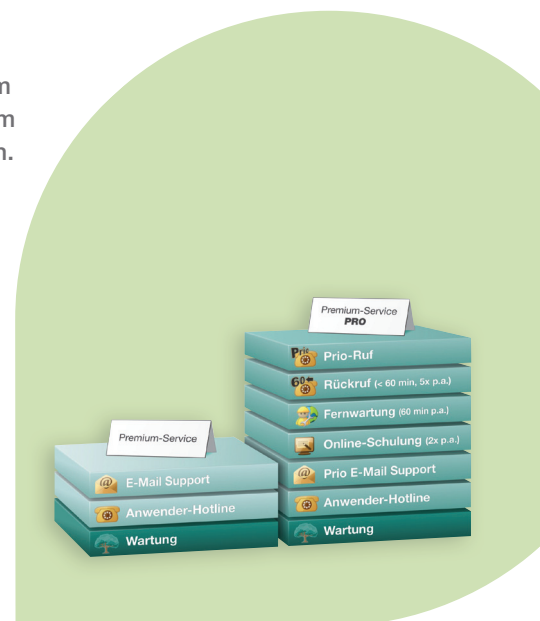 n.
Premium-Service
PRO
Prio-Ruf
Rückruf (< 60 min, 5x p.a.)
Fernwartung (60 min p.a.)
Online-Schulung (2x p.a.)
Prio E-Mail Support
Anwender-Hotline
Wartung
Premium-Service
E-Mail Support
Anwender-Hotline
Wartung